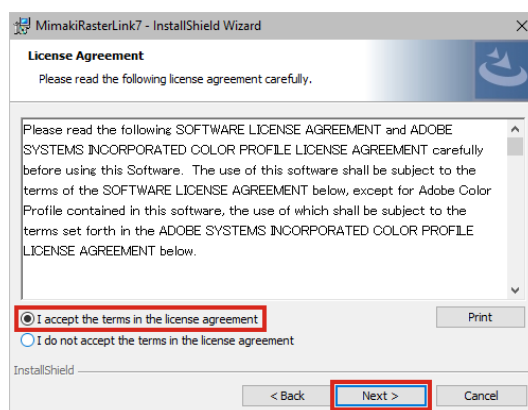 MimakiRasterLink7 - InstallShield Wizard
License Agreement
Please read the following license agreement carefully.
Please read the following SOFTWARE LICENSE AGREEMENT and ADOBE
SYSTEMS INCORPORATED COLOR PROFILE LICENSE AGREEMENT carefully
before using this Software.  The use of this software shall be subject to the
terms of the SOFTWARE LICENSE AGREEMENT below, except for Adobe Color
Profile contained in this software, the use of which shall be subject to the
terms set forth in the ADOBE SYSTEMS INCORPORATED COLOR PROFILE
LICENSE AGREEMENT below.
I accept the terms in the license agreement
Print
I do not accept the terms in the license agreement
InstallShield
< Back
Next >
Cancel